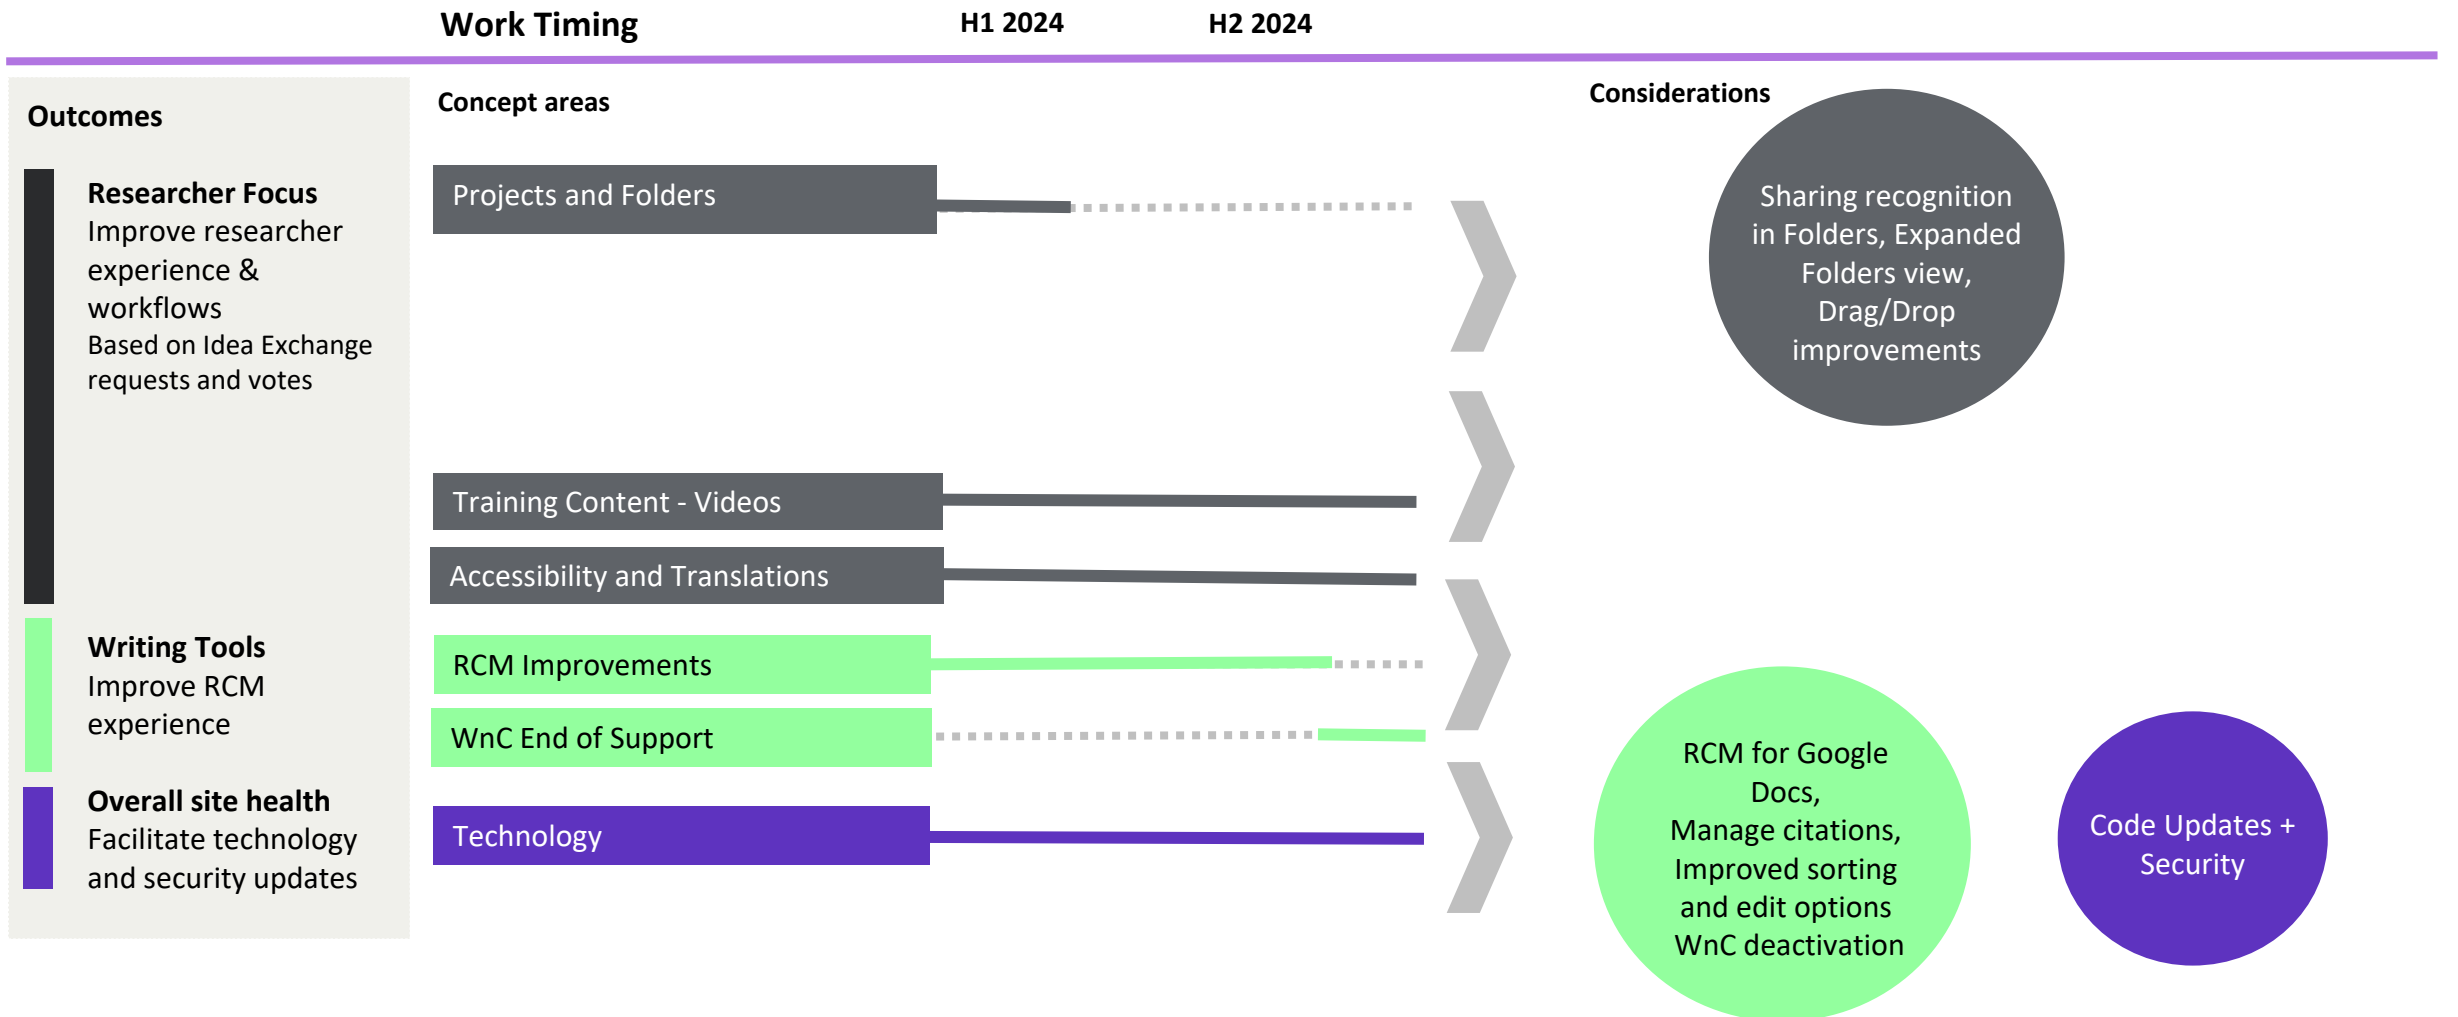 Work Timing
H1 2024
H2 2024
Outcomes
Researcher Focus
Improve researcher
experience &
workflows
Based on Idea Exchange
requests and votes
Writing Tools
Improve RCM
experience
Overall site health
Facilitate technology
and security updates
Concept areas
Projects and Folders
Training Content - Videos
Accessibility and Translations
RCM Improvements
WnC End of Support
Technology
Considerations
Sharing recognition
in Folders, Expanded
Folders view,
Drag/Drop
improvements
RCM for Google
Docs,
Manage citations,
Improved sorting
and edit options
WnC deactivation
Code Updates +
Security